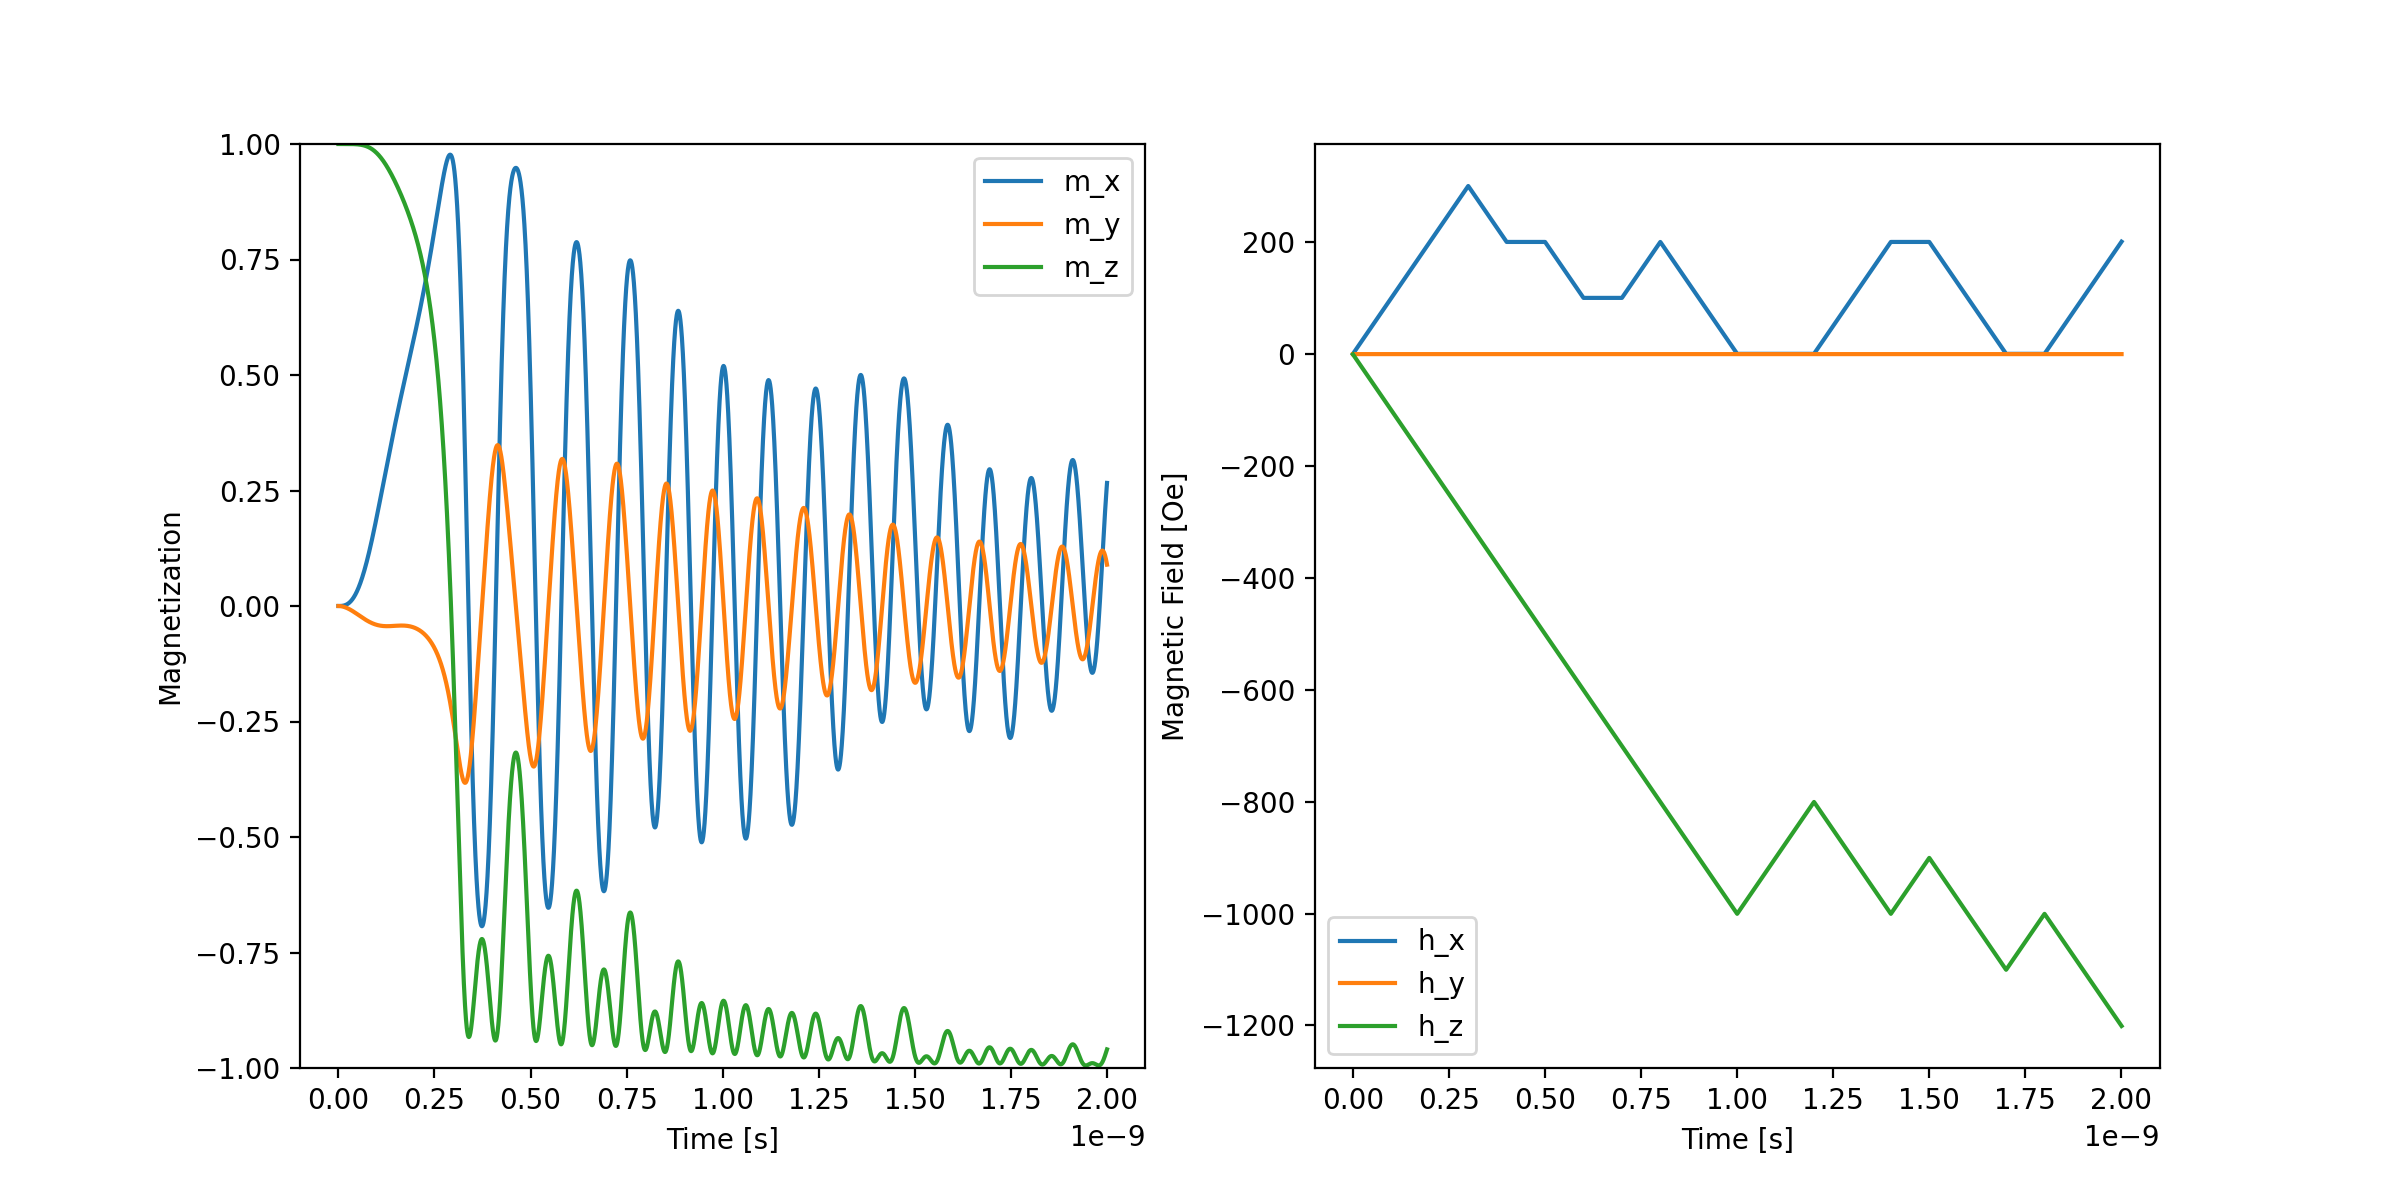 Magnetization
1.00
0.75
0.50
0.25
0.00
−0.25
−0.50
−0.75
−1.00
m_x
m_y
m_z
0.00 0.25 0.50 0.75 1.00 1.25 1.50 1.75 2.00
1e−9
Time [s]
Magnetic Field [Oe]
200
0
−200
−400
−600
−800
−1000
−1200
h_x
h_y
h_z
0.00 0.25 0.50 0.75 1.00 1.25 1.50 1.75 2.00
1e−9
Time [s]